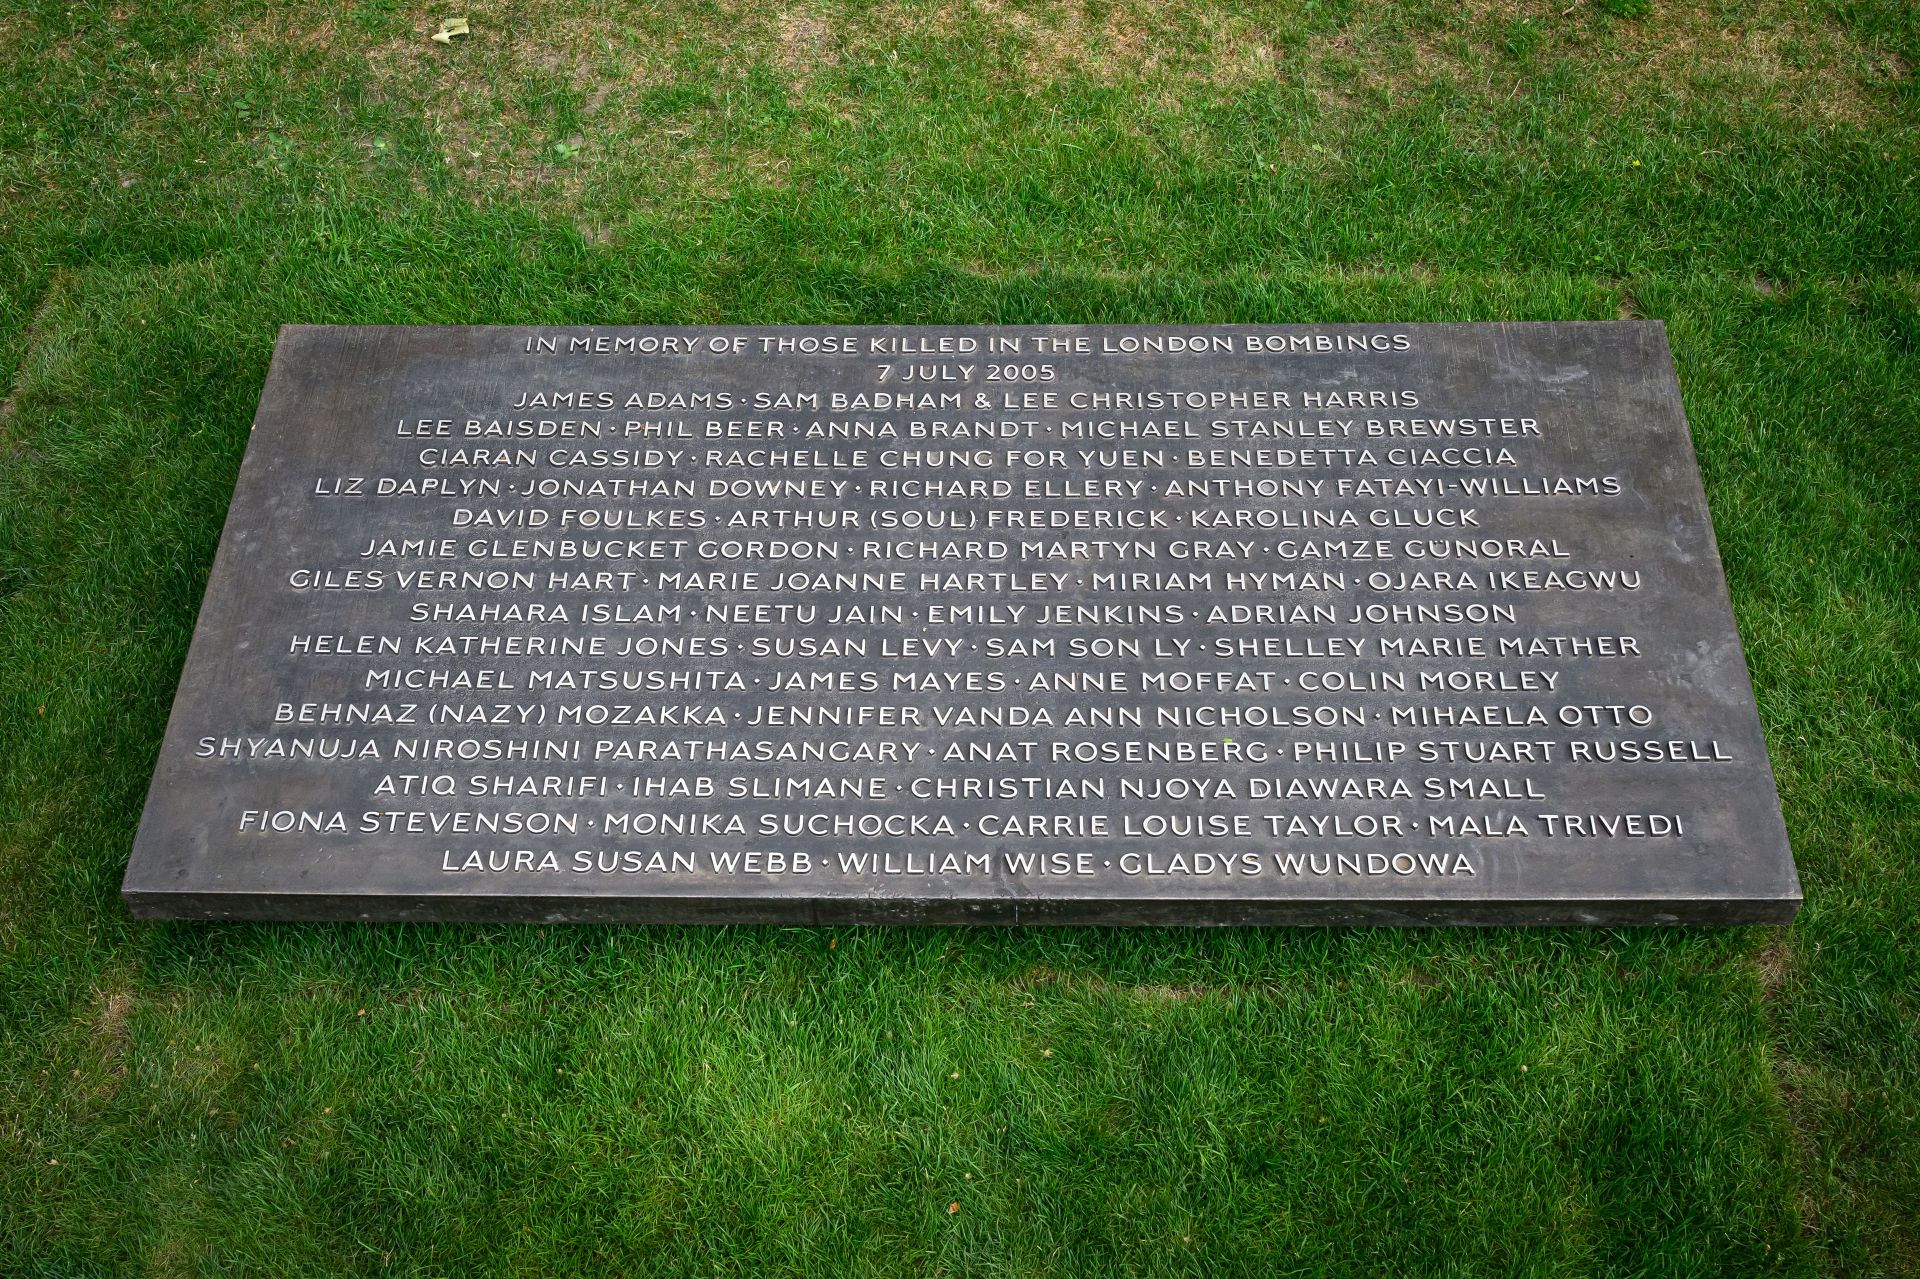 IN MEMORY OF THOSE KILLED IN THE LONDON BOMBINGS
7 JULY 2005
JAMES ADAMS · SAM BADHAM & LEE CHRISTOPHER HARRIS
LEE BAISDEN · PHIL BEER · ANNA BRANDT · MICHAEL STANLEY BREWSTER
CIARAN CASSIDY · RACHELLE CHUNG FOR YUEN · BENEDETTA CIACCIA
LIZ DAPLYN · JONATHAN DOWNEY · RICHARD ELLERY · ANTHONY FATAYI-WILLIAMS
DAVID FOULKES · ARTHUR (SOUL) FREDERICK · KAROLINA GLUCK
JAMIE GLENBUCKET GORDON · RICHARD MARTYN GRAY · GAMZE GÜNORAL
GILES VERNON HART · MARIE JOANNE HARTLEY · MIRIAM HYMAN · OJARA IKEAGWU
SHAHARA ISLAM · NEETU JAIN · EMILY JENKINS · ADRIAN JOHNSON
HELEN KATHERINE JONES · SUSAN LEVY · SAM SON LY · SHELLEY MARIE MATHER
MICHAEL MATSUSHITA · JAMES MAYES · ANNE MOFFAT · COLIN MORLEY
BEHNAZ (NAZY) MOZAKKA · JENNIFER VANDA ANN NICHOLSON · MIHAELA OTTO
SHYANUJA NIROSHINI PARATHASANGARY · ANAT ROSENBERG · PHILIP STUART RUSSELL
ATIQ SHARIFI · IHAB SLIMANE · CHRISTIAN NJOYA DIAWARA SMALL
FIONA STEVENSON · MONIKA SUCHOCKA · CARRIE LOUISE TAYLOR · MALA TRIVEDI
LAURA SUSAN WEBB · WILLIAM WISE · GLADYS WUNDOWA